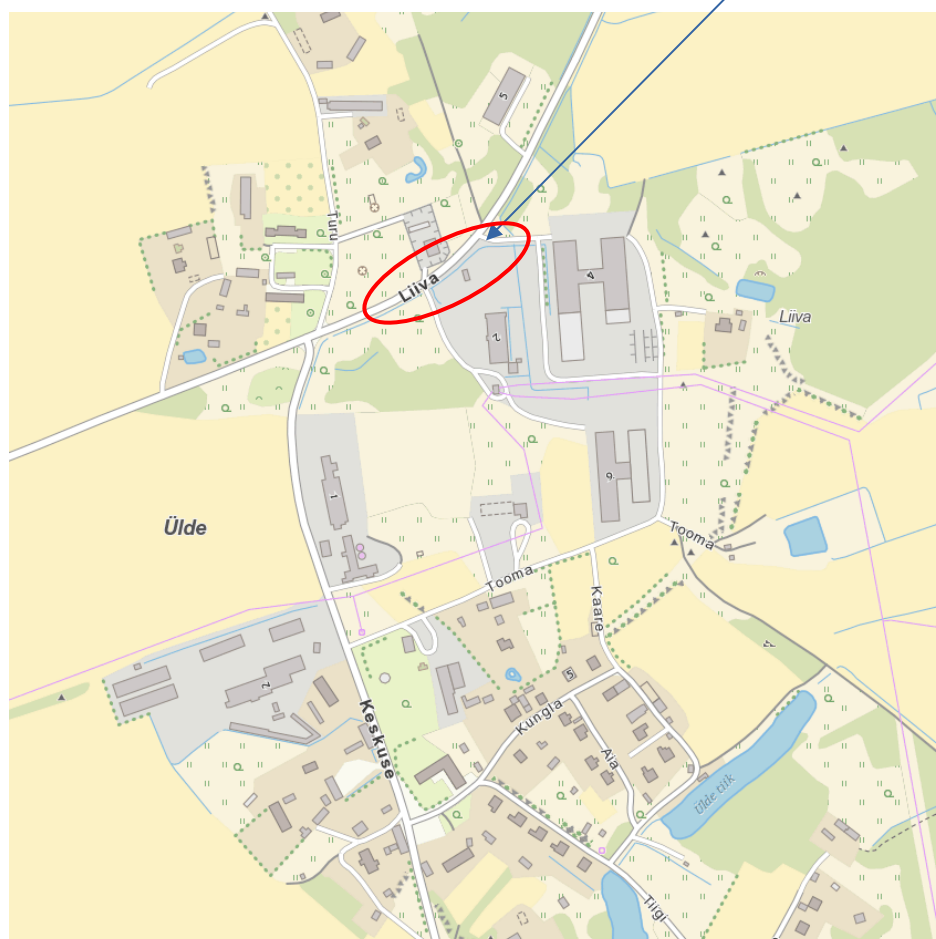 5
Turu
4
Liiva
Liiva
2
1
6
Ülde
Tooma
Tooma
Kaare
2
5
Keskuse
Kungla
Aia
Ülde tiik
Tiigi